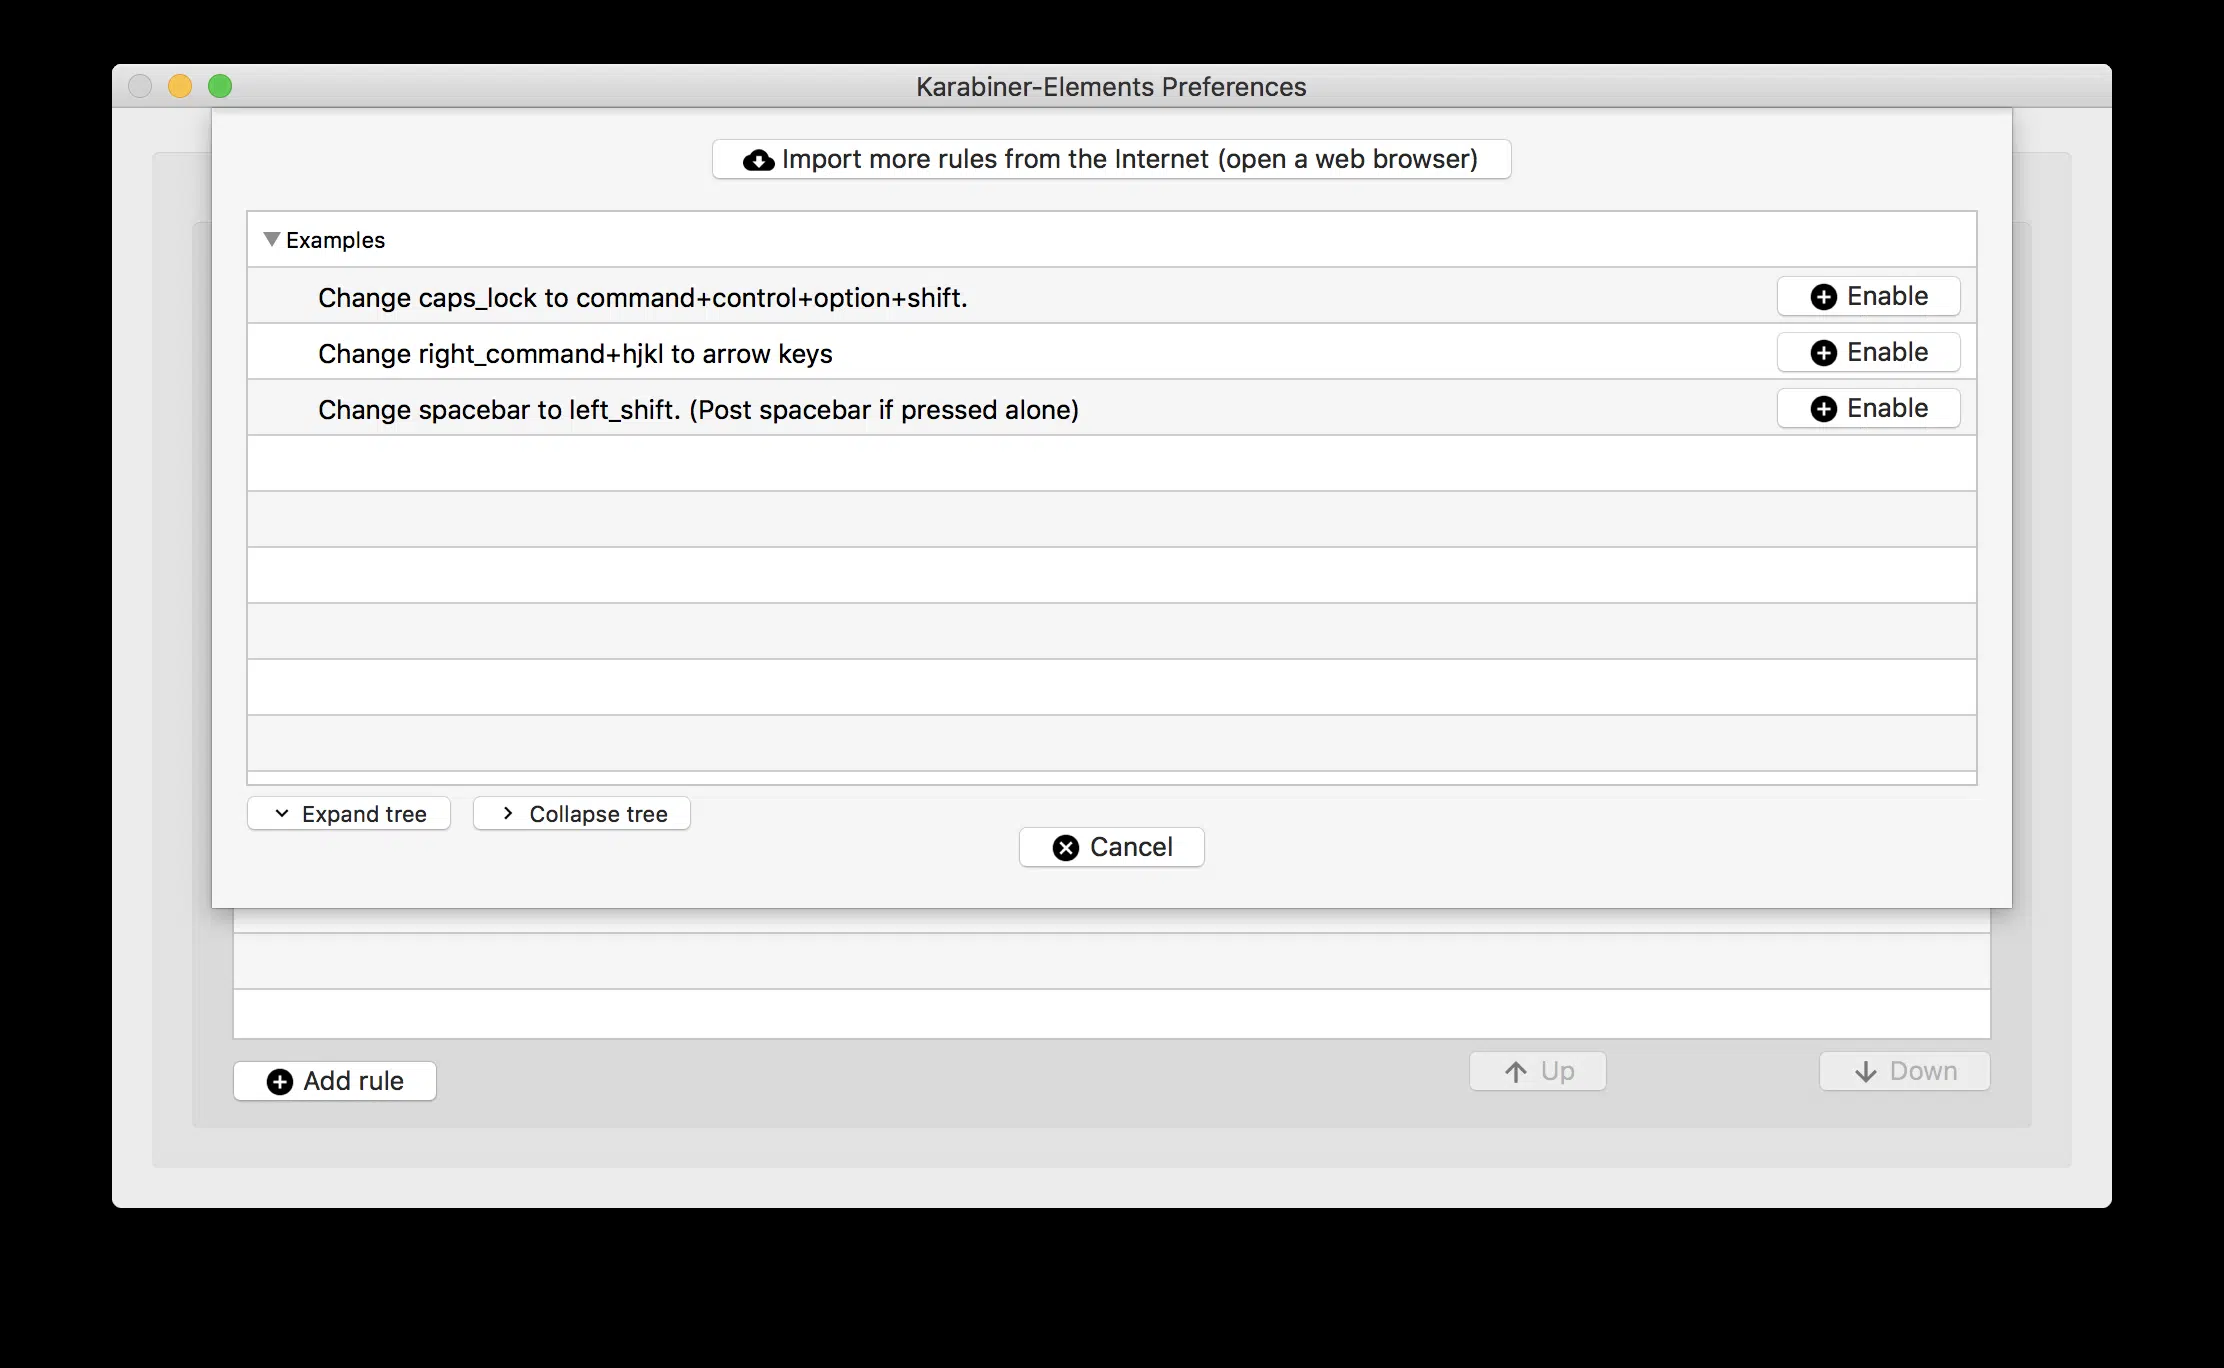 Karabiner-Elements Preferences
Import more rules from the Internet (open a web browser)
Examples
Change caps_lock to command+control+option+shift.
Enable
Change right_command+hjkl to arrow keys
Enable
Change spacebar to left_shift. (Post spacebar if pressed alone)
Enable
Expand tree
Collapse tree
Cancel
Add rule
Up
Down